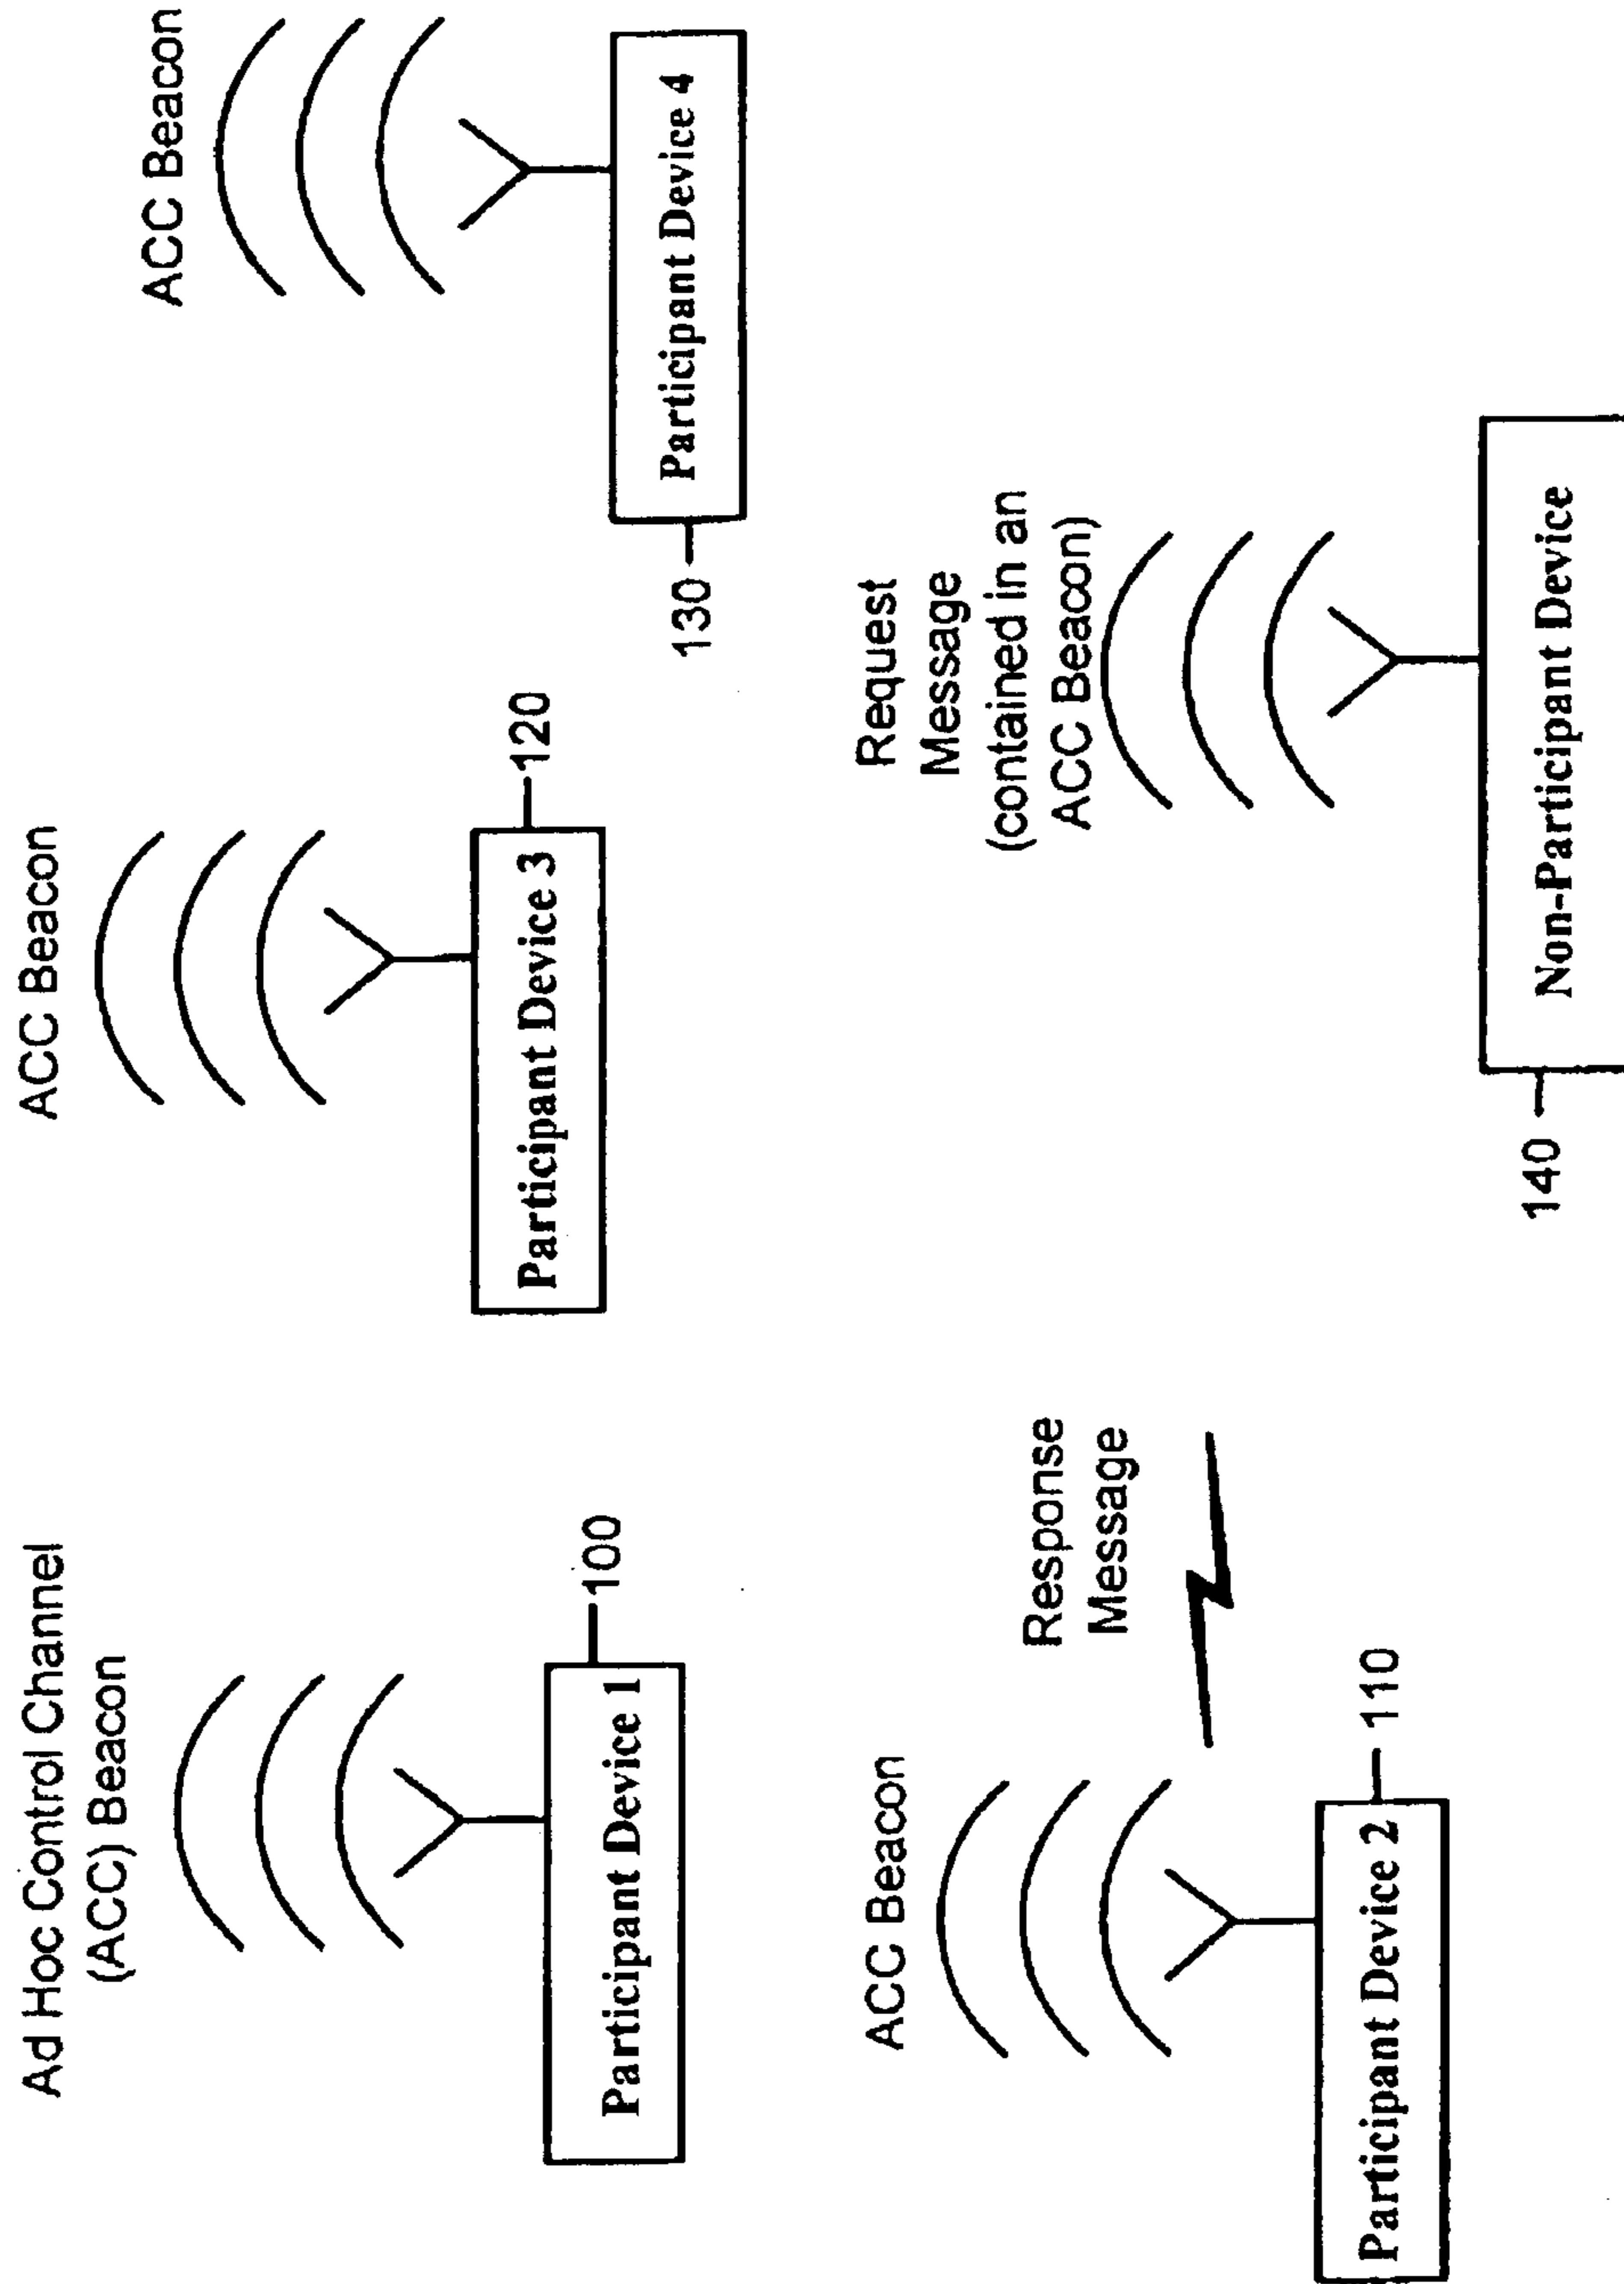 Ad Hoc Control Channel
(ACC) Beacon
Participant Device 1
100
ACC Beacon
Participant Device 3
120
ACC Beacon
Participant Device 4
130
ACC Beacon
Participant Device 2
110
Response
Message
Request
Message
(contained in an
ACC Beacon)
Non-Participant Device
140